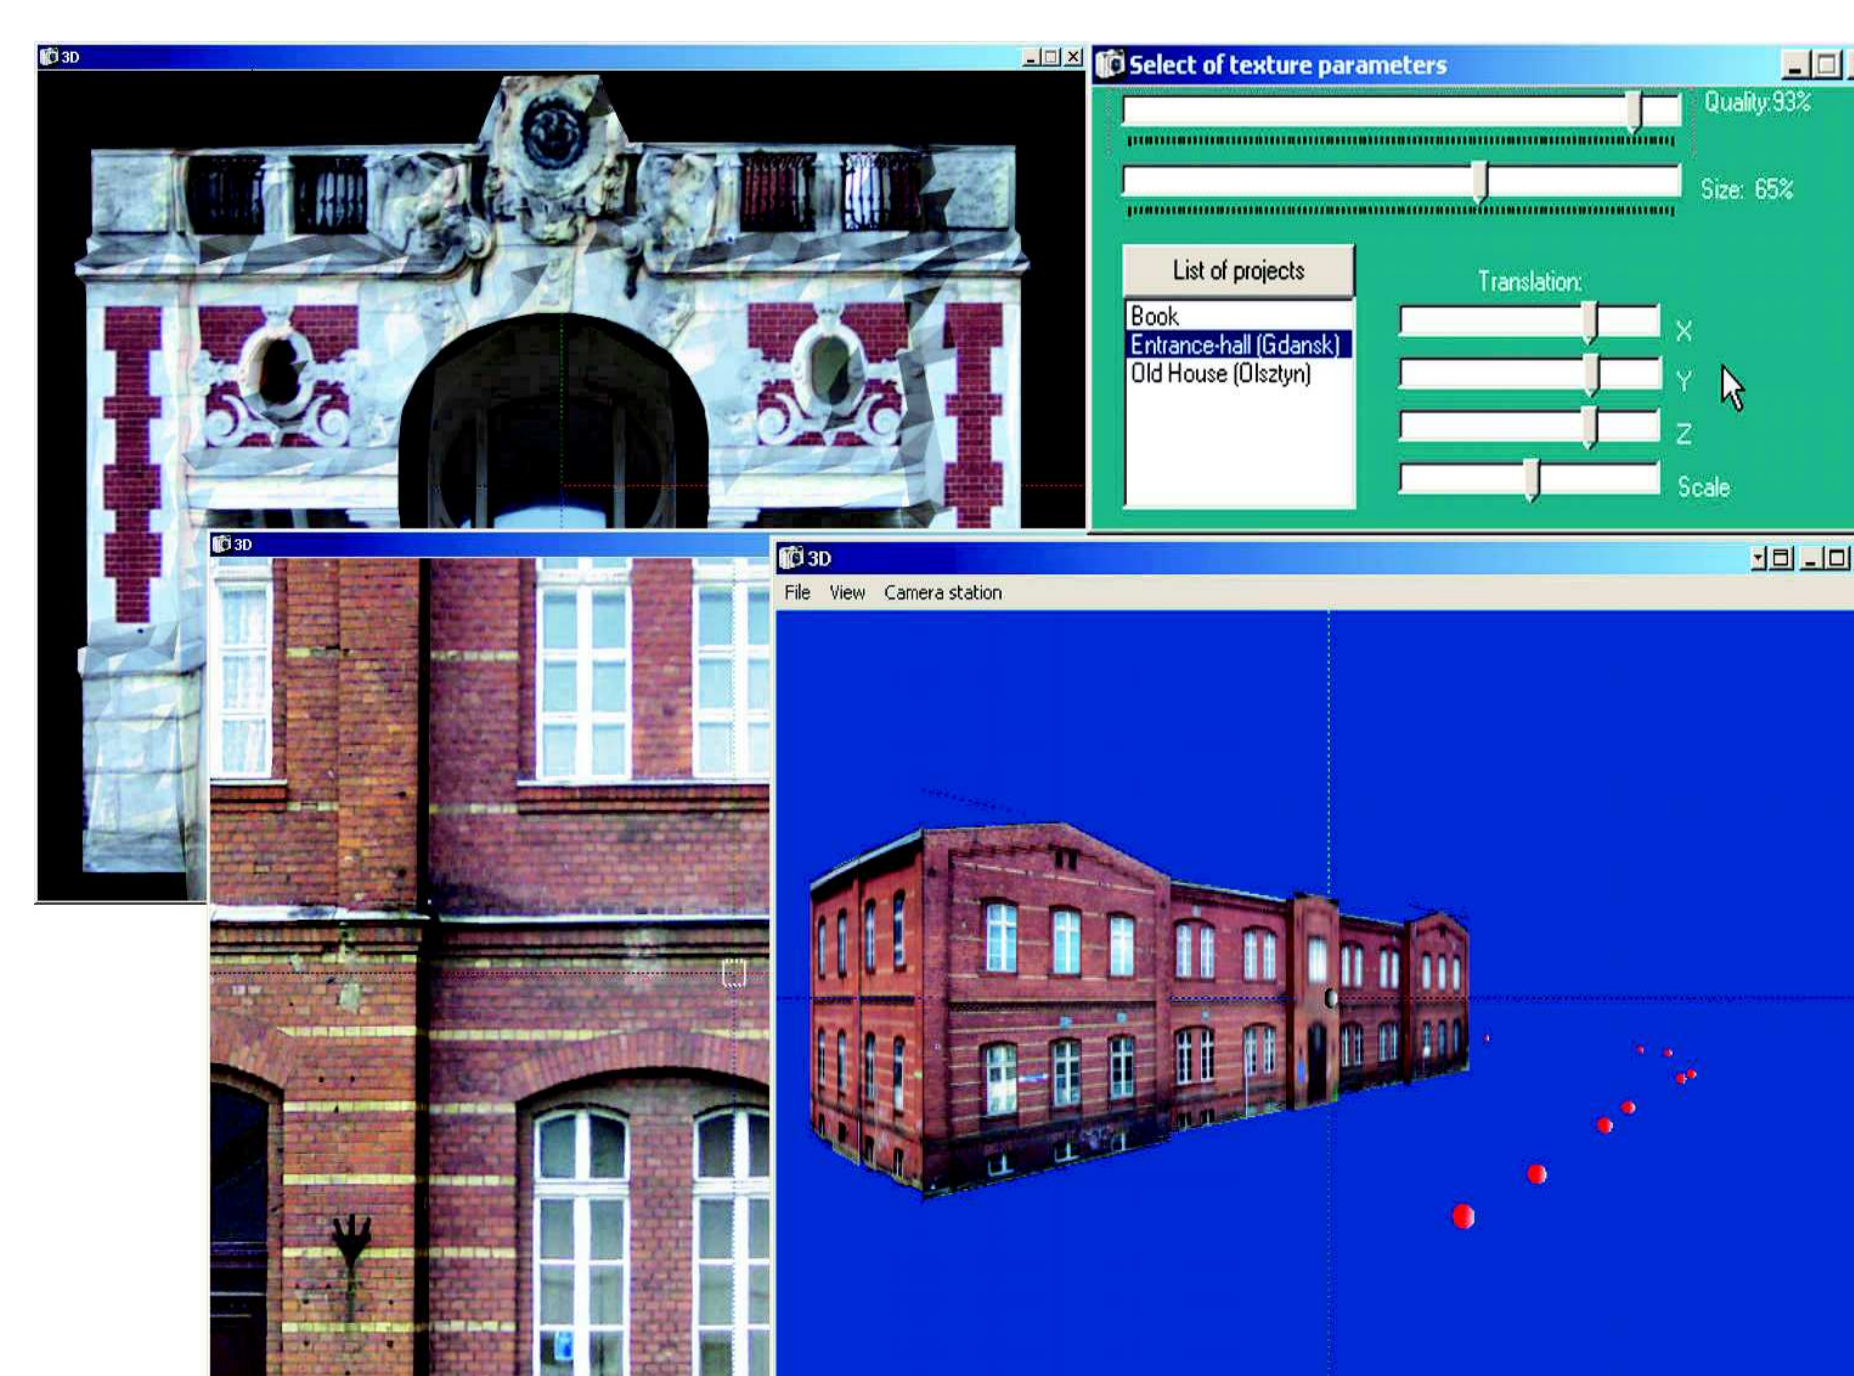 3D
Select of texture parameters
Quality:93%
Size: 65%
List of projects
Translation:
Book
Entrance-hall (Gdansk)
Old House (Olsztyn)
X
Y
Z
Scale
3D
3D
File View Camera station